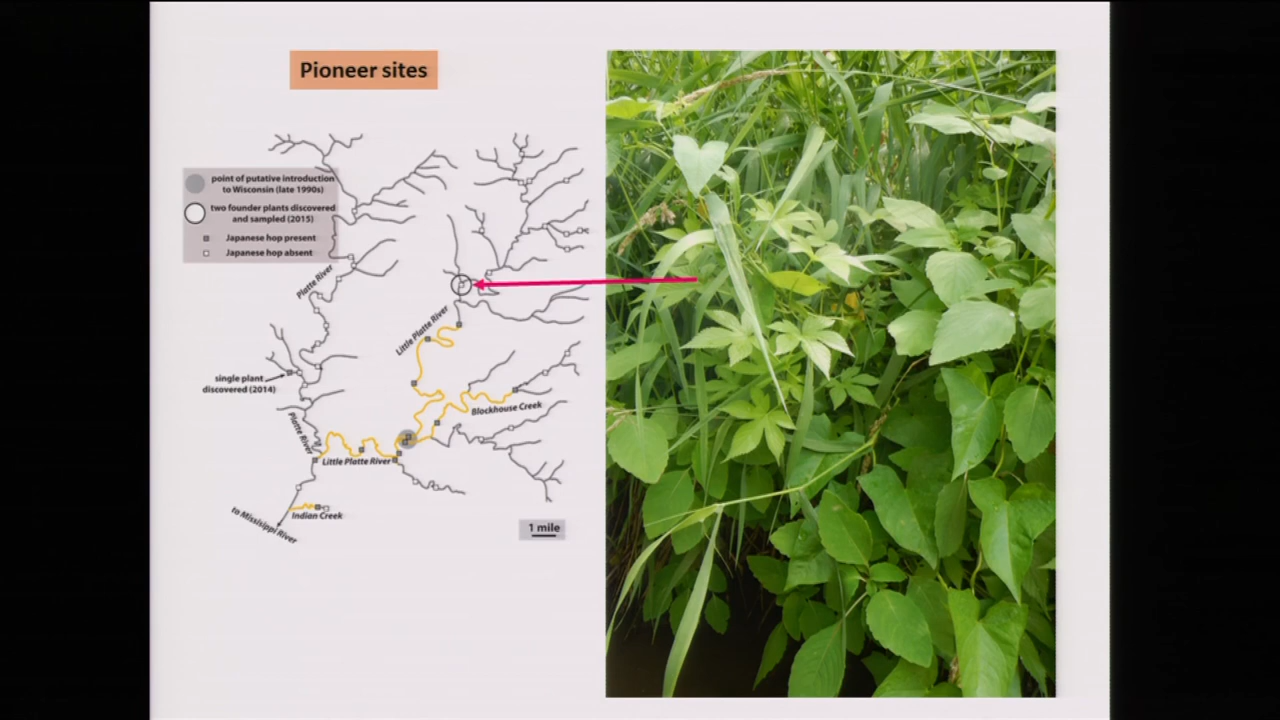 Pioneer sites
point of putative introduction
to Wisconsin (late 1990s)
two founder plants discovered
and sampled (2015)
Japanese hop present
Japanese hop absent
Platte River
Little Platte River
single plant
discovered (2014)
Blockhouse Creek
Platte River
Little Platte River
Indian Creek
to Missisippi River
1 mile